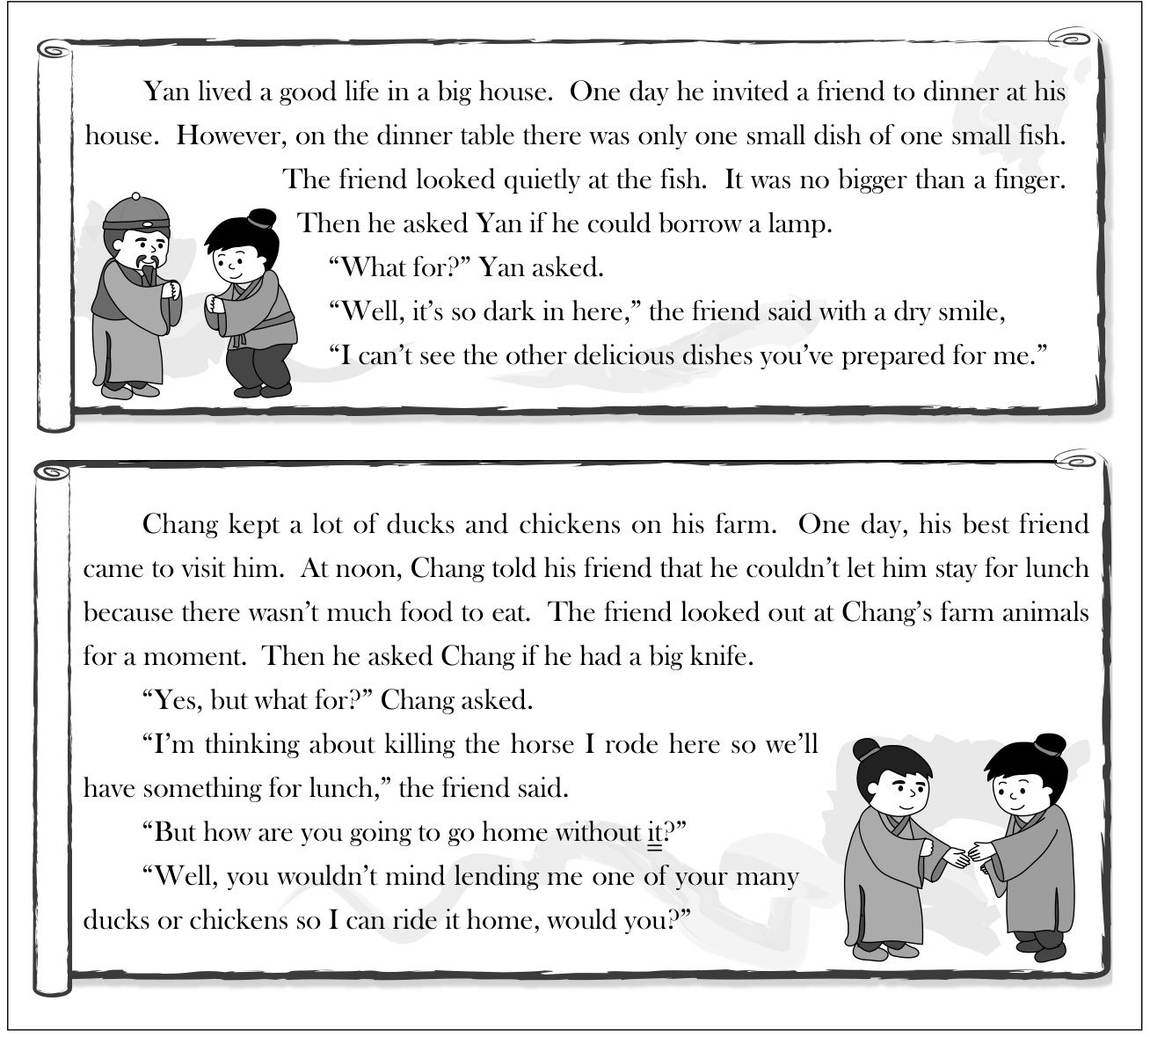 Yan lived a good life in a big house. One day he invited a friend to dinner at his
house. However, on the dinner table there was only one small dish of one small fish.
The friend looked quietly at the fish. It was no bigger than a finger.
Then he asked Yan if he could borrow a lamp.
“What for?” Yan asked.
“Well, it’s so dark in here,” the friend said with a dry smile,
“I can’t see the other delicious dishes you’ve prepared for me.”
Chang kept a lot of ducks and chickens on his farm. One day, his best friend
came to visit him. At noon, Chang told his friend that he couldn’t let him stay for lunch
because there wasn’t much food to eat. The friend looked out at Chang’s farm animals
for a moment. Then he asked Chang if he had a big knife.
“Yes, but what for?” Chang asked.
“I’m thinking about killing the horse I rode here so we’ll
have something for lunch,” the friend said.
“But how are you going to go home without it?”
“Well, you wouldn’t mind lending me one of your many
ducks or chickens so I can ride it home, would you?”